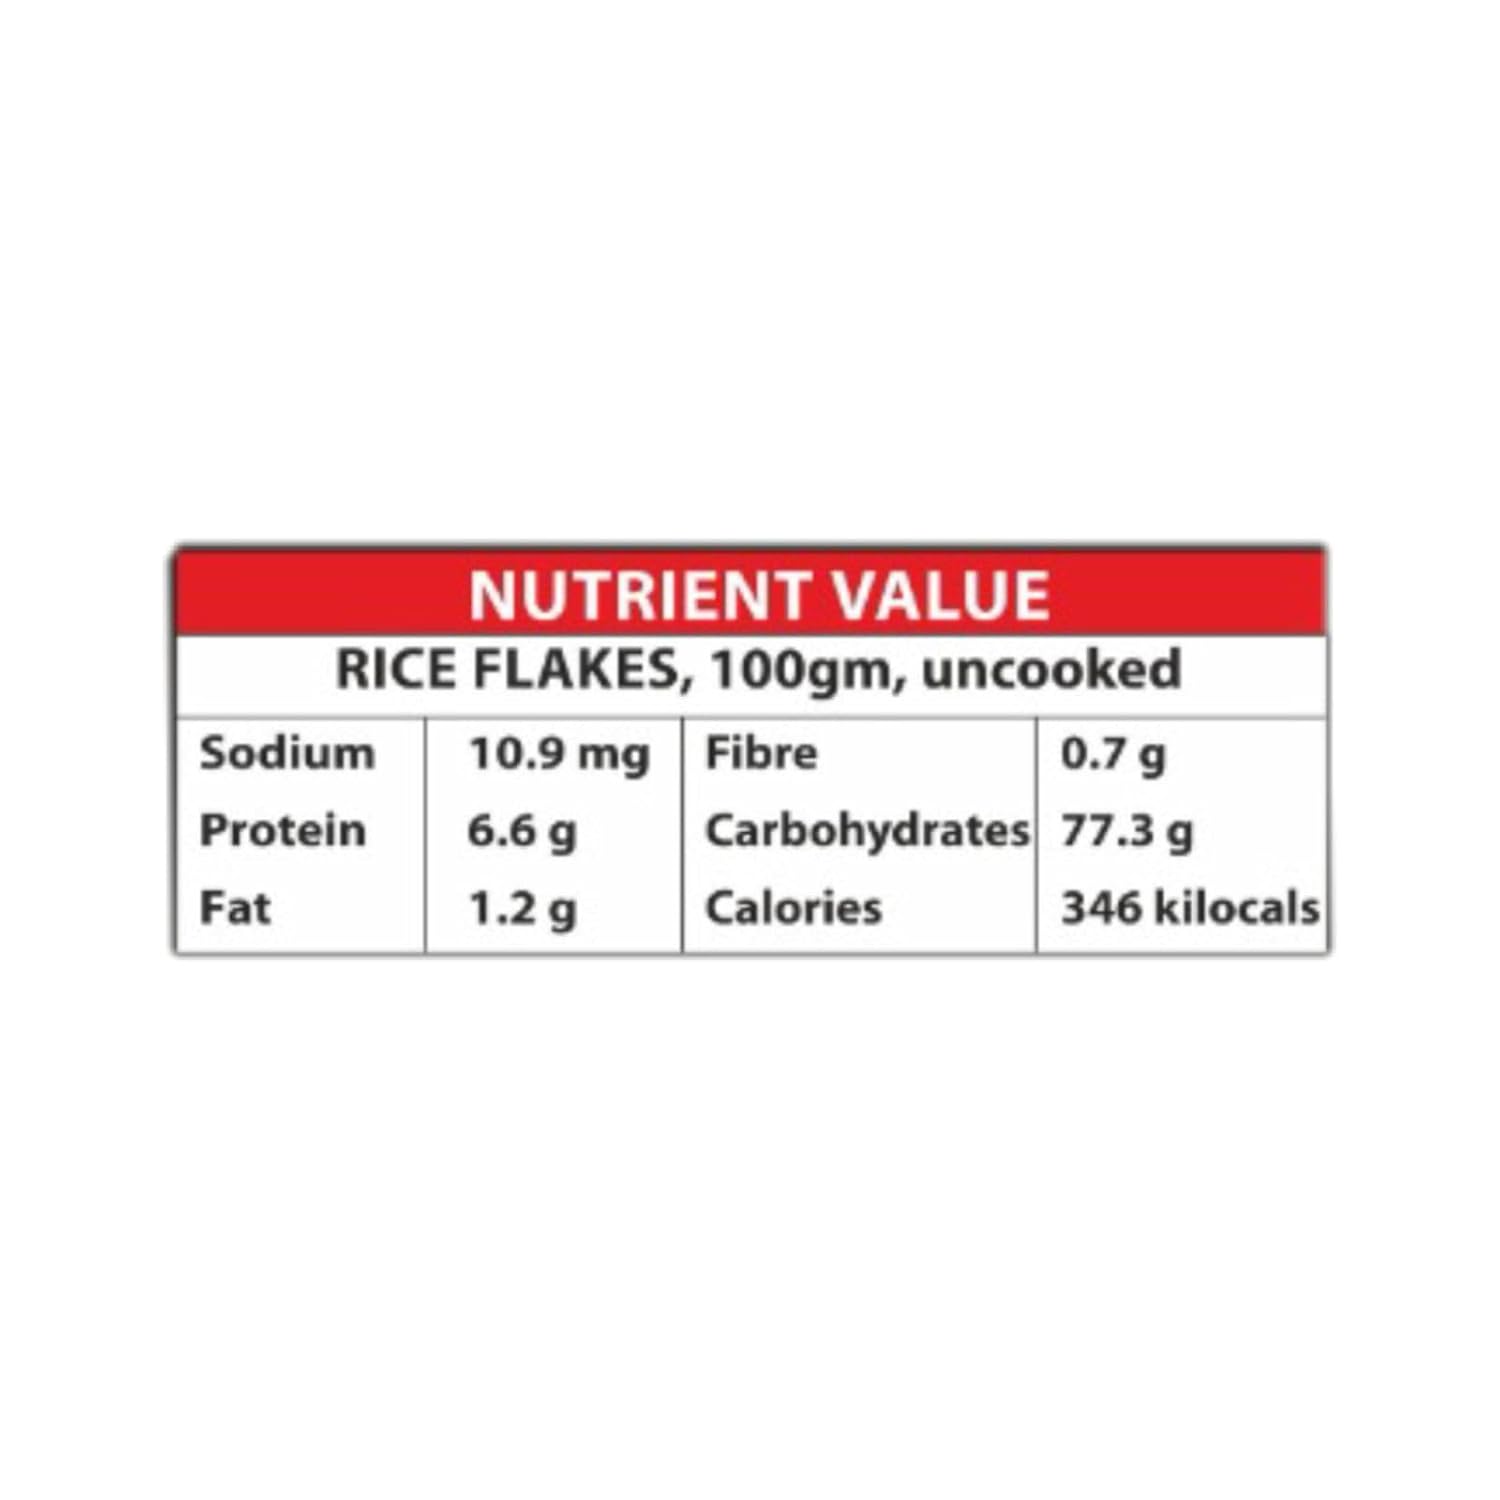 NUTRIENT VALUE
RICE FLAKES, 100gm, uncooked
Sodium 10.9 mg Fibre 0.7 g
Protein 6.6 g Carbohydrates 77.3 g
Fat 1.2 g Calories 346 kilocals